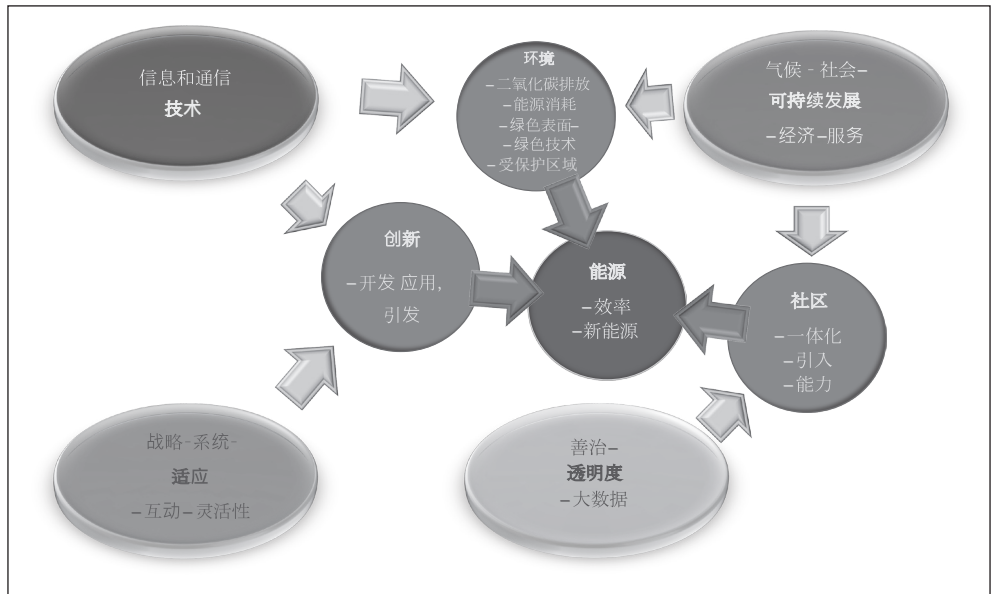 信息和通信
技术
环境
–二氧化碳排放
–能源消耗
–绿色表面–
–绿色技术
–受保护区域
气候 - 社会–
可持续发展
–经济–服务
创新
–开发 应用,
引发
能源
–效率
–新能源
社区
–一体化
–引入
–能力
战略-系统-
适应
–互动–灵活性
善治–
透明度
–大数据